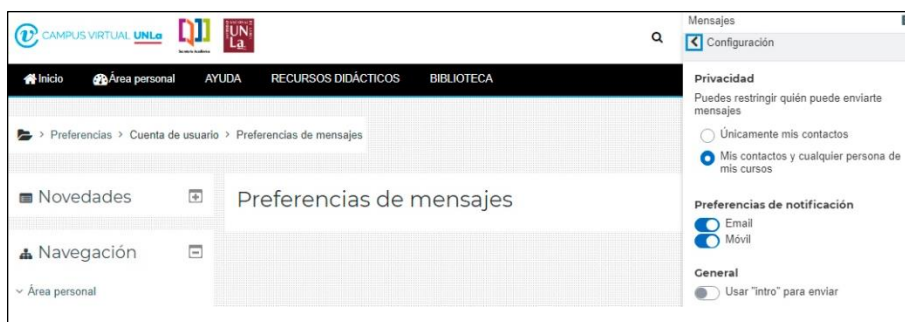 CAMPUS VIRTUAL UNLa
UNLa
Inicio
Área personal
AYUDA
RECURSOS DIDÁCTICOS
BIBLIOTECA
> Preferencias > Cuenta de usuario > Preferencias de mensajes
Novedades
Navegación
Área personal
Preferencias de mensajes
Mensajes
Configuración
Privacidad
Puedes restringir quién puede enviarte
mensajes
Únicamente mis contactos
Mis contactos y cualquier persona de
mis cursos
Preferencias de notificación
Email
Móvil
General
Usar "intro" para enviar